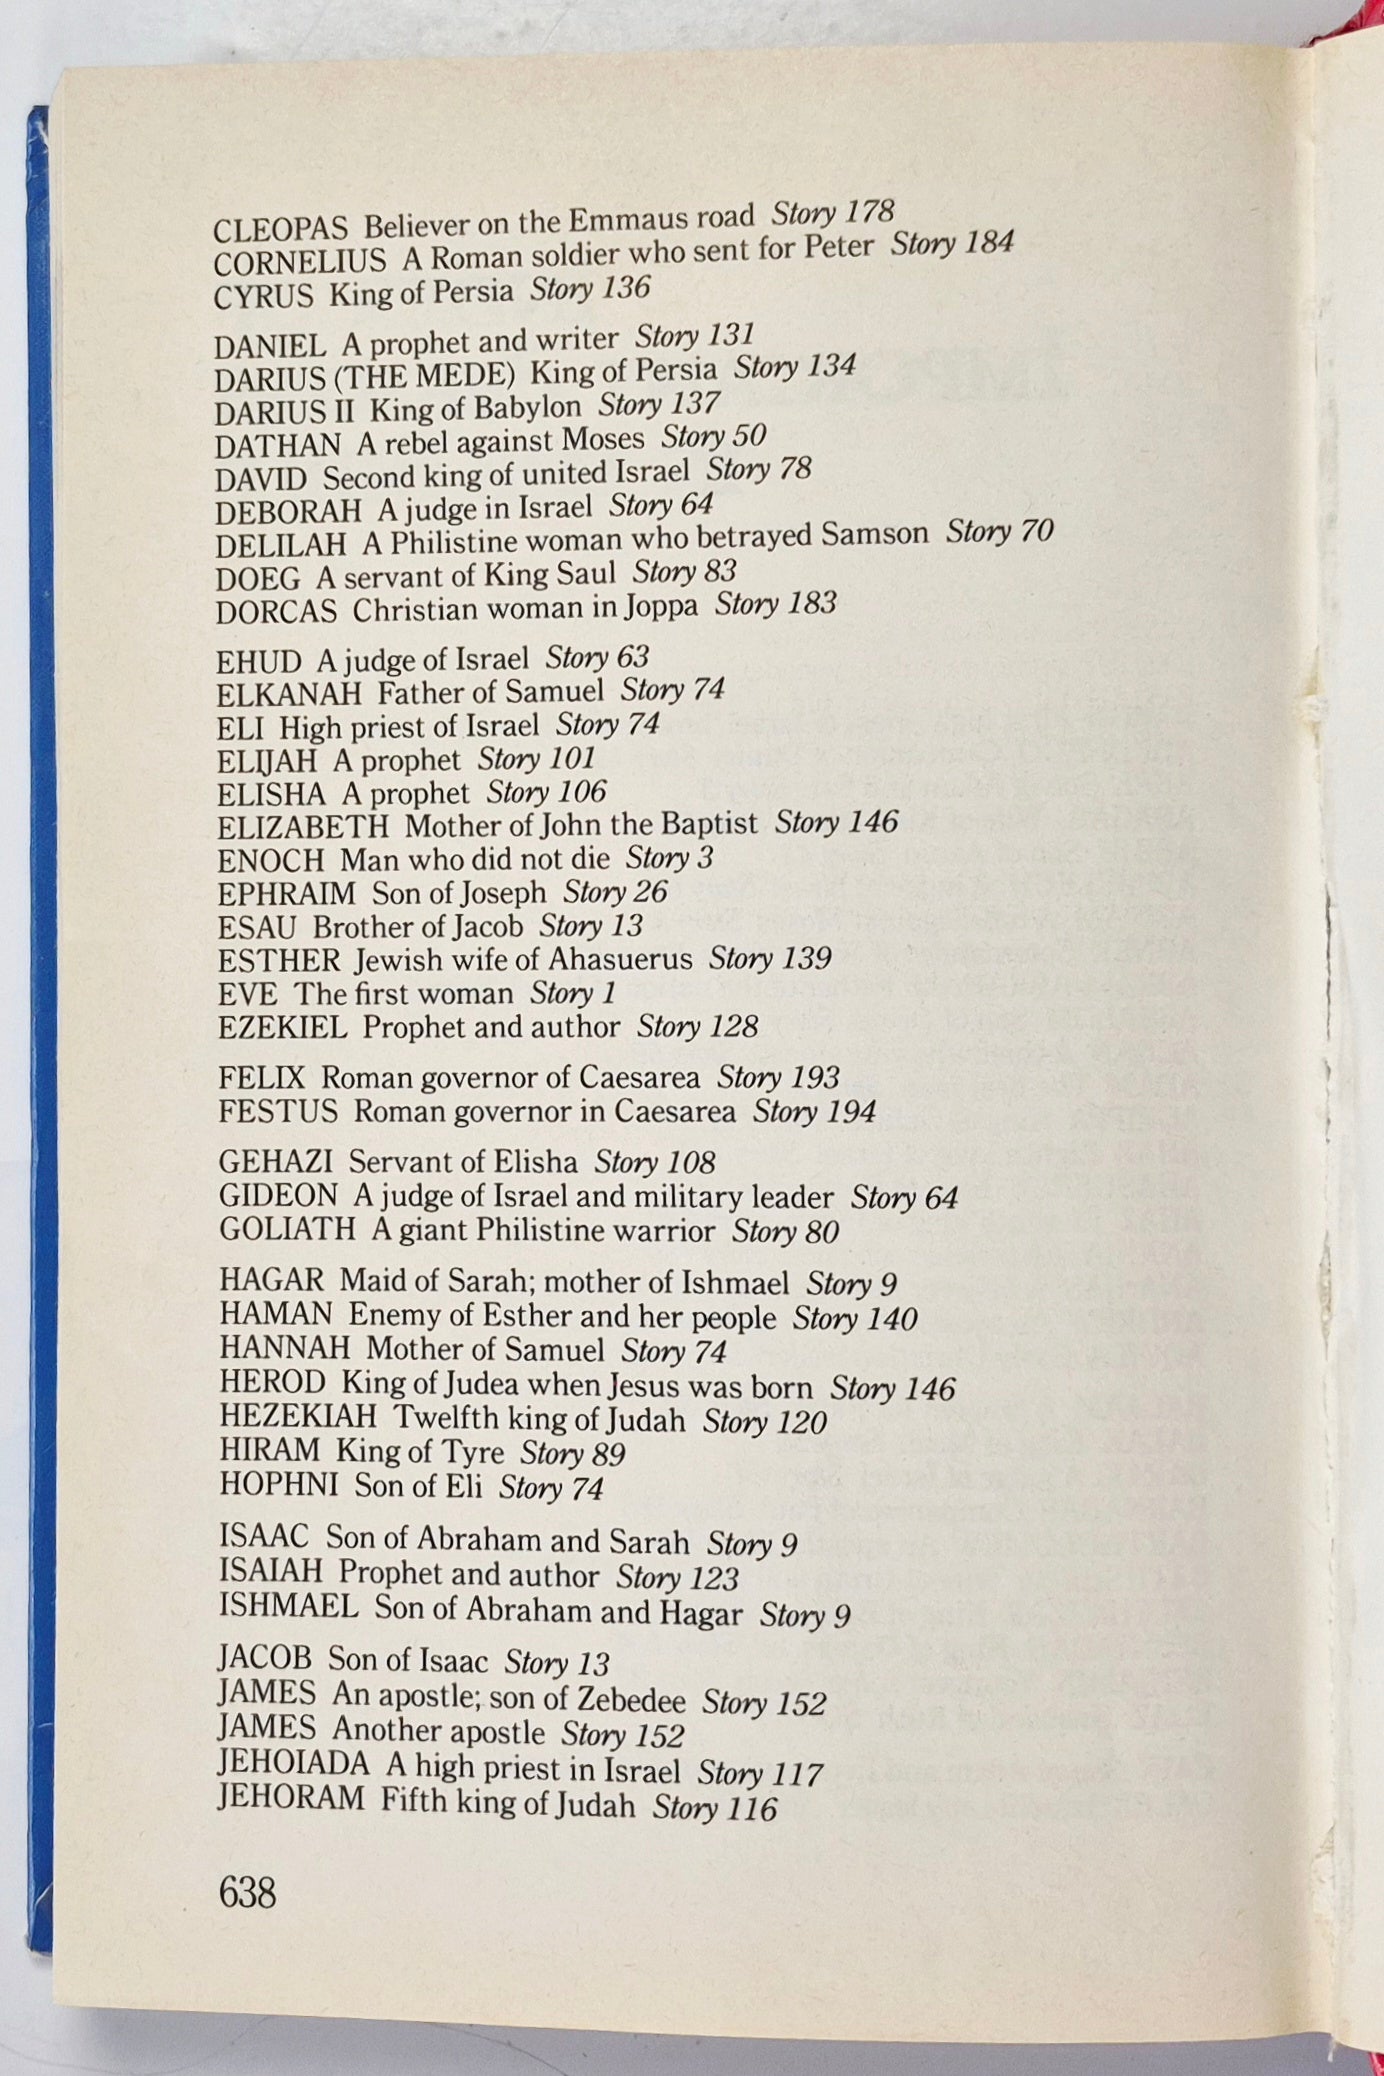 CLEOPAS Believer on the Emmaus road Story 178
CORNELIUS A Roman soldier who sent for Peter Story 184
CYRUS King of Persia Story 136
DANIEL A prophet and writer Story 131
DARIUS (THE MEDE) King of Persia Story 134
DARIUS II King of Babylon Story 137
DATHAN A rebel against Moses Story 50
DAVID Second king of united Israel Story 78
DEBORAH A judge in Israel Story 64
DELILAH A Philistine woman who betrayed Samson Story 70
DOEG A servant of King Saul Story 83
DORCAS Christian woman in Joppa Story 183
EHUD A judge of Israel Story 63
ELKANAH Father of Samuel Story 74
ELI High priest of Israel Story 74
ELIJAH A prophet Story 101
ELISHA A prophet Story 106
ELIZABETH Mother of John the Baptist Story 146
ENOCH Man who did not die Story 3
EPHRAIM Son of Joseph Story 26
ESAU Brother of Jacob Story 13
ESTHER Jewish wife of Ahasuerus Story 139
EVE The first woman Story 1
EZEKIEL Prophet and author Story 128
FELIX Roman governor of Caesarea Story 193
FESTUS Roman governor in Caesarea Story 194
GEHAZI Servant of Elisha Story 108
GIDEON A judge of Israel and military leader Story 64
GOLIATH A giant Philistine warrior Story 80
HAGAR Maid of Sarah; mother of Ishmael Story 9
HAMAN Enemy of Esther and her people Story 140
HANNAH Mother of Samuel Story 74
HEROD King of Judea when Jesus was born Story 146
HEZEKIAH Twelfth king of Judah Story 120
HIRAM King of Tyre Story 89
HOPHNI Son of Eli Story 74
ISAAC Son of Abraham and Sarah Story 9
ISAIAH Prophet and author Story 123
ISHMAEL Son of Abraham and Hagar Story 9
JACOB Son of Isaac Story 13
JAMES An apostle; son of Zebedee Story 152
JAMES Another apostle Story 152
JEHOIADA A high priest in Israel Story 117
JEHORAM Fifth king of Judah Story 116
638